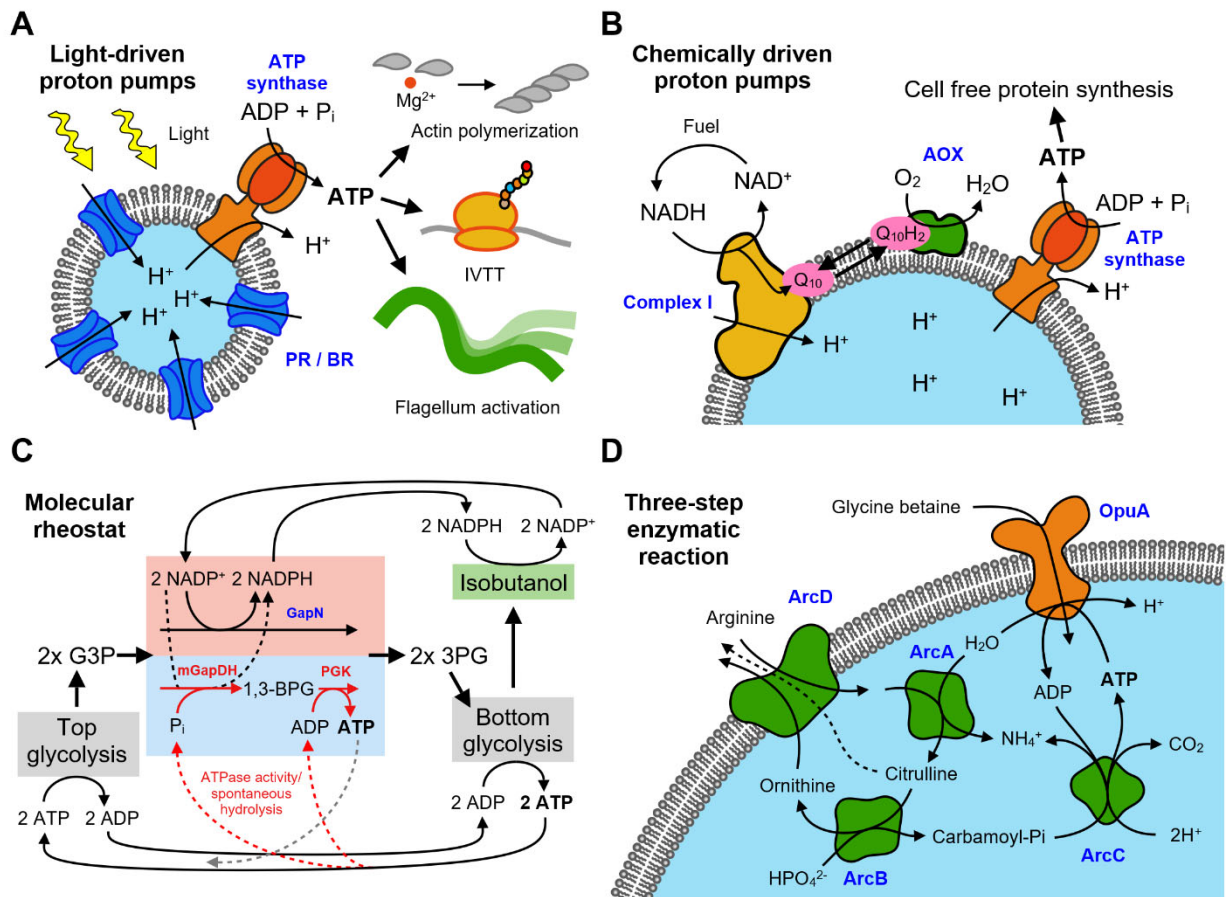 A
Light-driven
proton pumps
Light
ATP
synthase
ADP + Pᵢ
ATP
H⁺
H⁺
H⁺
H⁺
H⁺
PR / BR
Mg²⁺
Actin polymerization
IVTT
Flagellum activation
B
Chemically driven
proton pumps
Cell free protein synthesis
Fuel
NAD⁺
NADH
AOX
O₂
H₂O
Q₁₀H₂
Q₁₀
Complex I
ATP
ADP + Pᵢ
ATP
synthase
H⁺
H⁺
H⁺
H⁺
H⁺
C
Molecular
rheostat
2 NADPH 2 NADP⁺
2 NADP⁺ 2 NADPH
Isobutanol
GapN
2x G3P
2x 3PG
mGapDH
PGK
1,3-BPG
Pᵢ
ADP ATP
Top
glycolysis
Bottom
glycolysis
ATPase activity/
spontaneous
hydrolysis
2 ATP 2 ADP
2 ADP 2 ATP
D
Three-step
enzymatic
reaction
Glycine betaine
OpuA
ArcD
Arginine
H⁺
ArcA
H₂O
ADP
ATP
NH₄⁺
CO₂
Ornithine
Citrulline
Carbamoyl-Pi
2H⁺
HPO₄²⁻
ArcB
ArcC